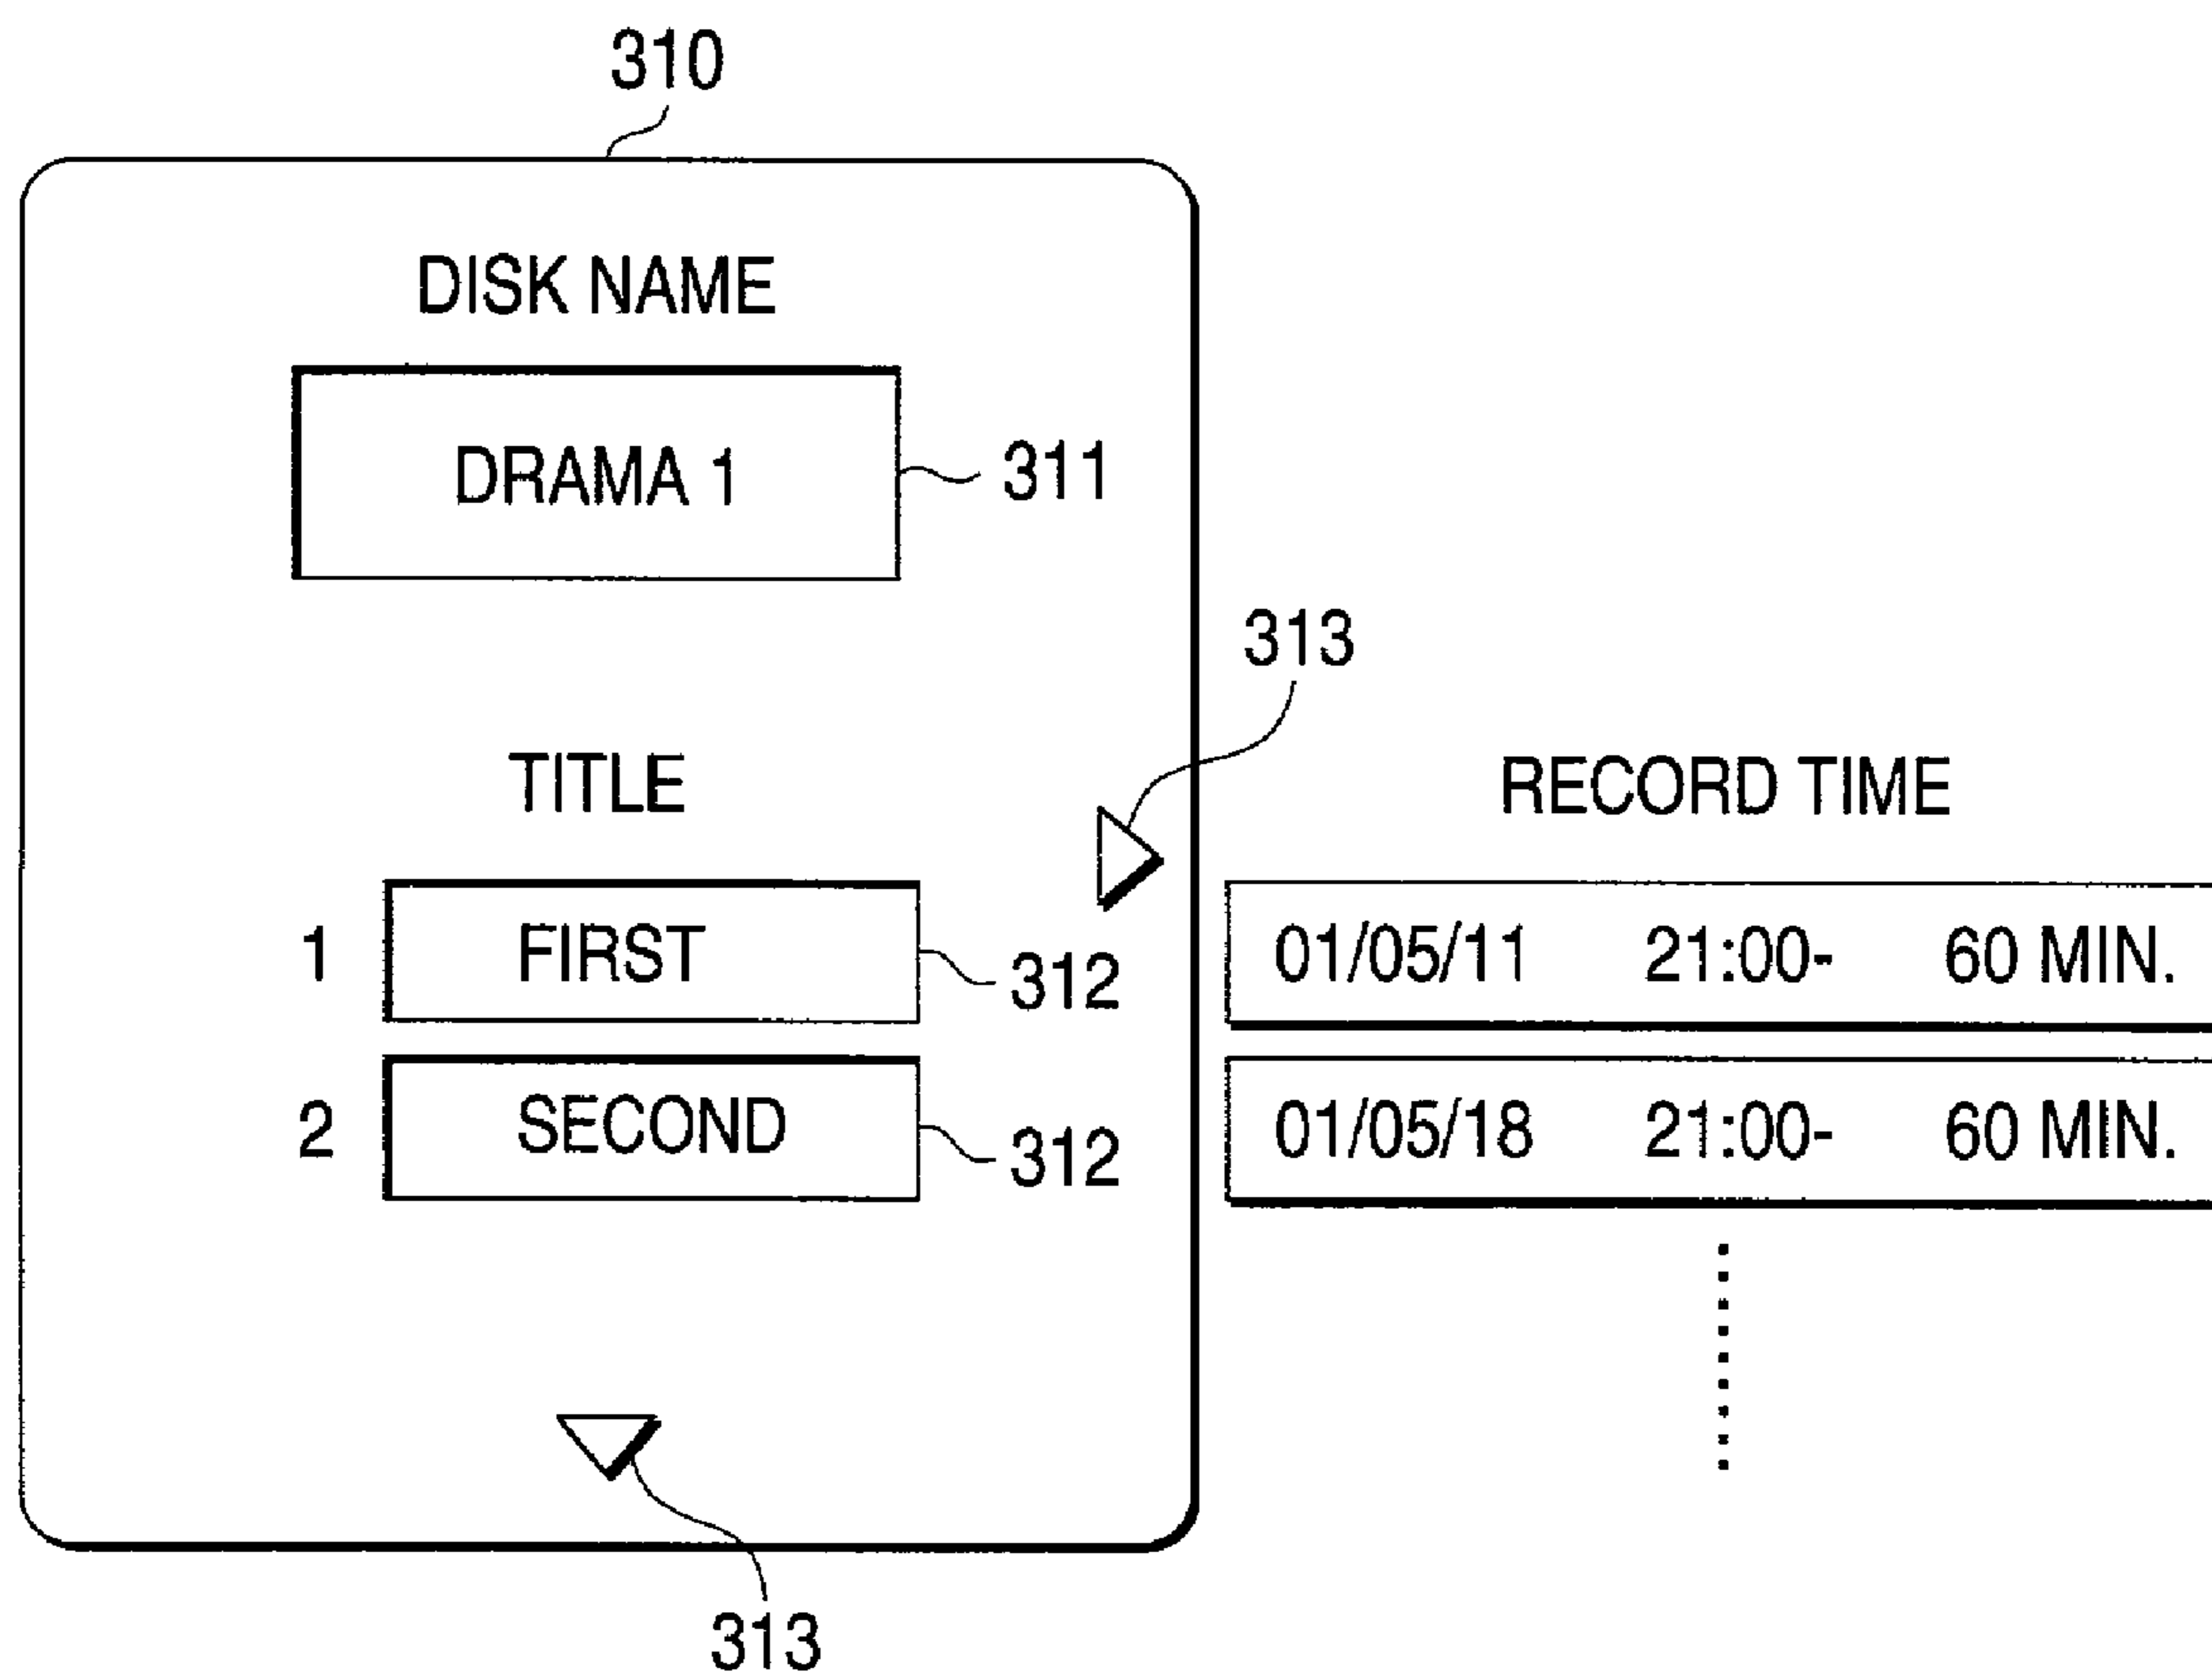 310
DISK NAME
DRAMA 1 311
313
TITLE RECORD TIME
1 FIRST 312 01/05/11 21:00- 60 MIN.
2 SECOND 312 01/05/18 21:00- 60 MIN.
313